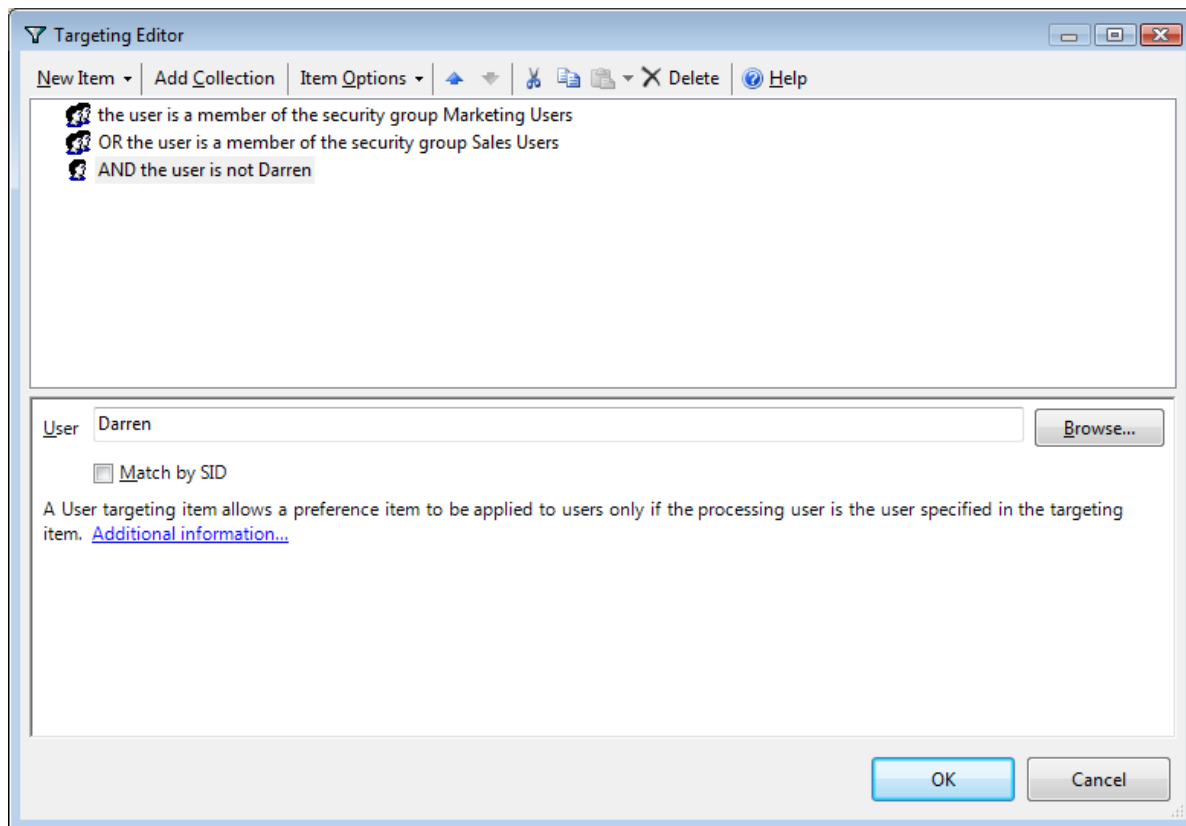 Targeting Editor
New Item Add Collection Item Options Delete Help
the user is a member of the security group Marketing Users
OR the user is a member of the security group Sales Users
AND the user is not Darren
User Darren Browse...
Match by SID
A User targeting item allows a preference item to be applied to users only if the processing user is the user specified in the targeting
item. Additional information...
OK Cancel